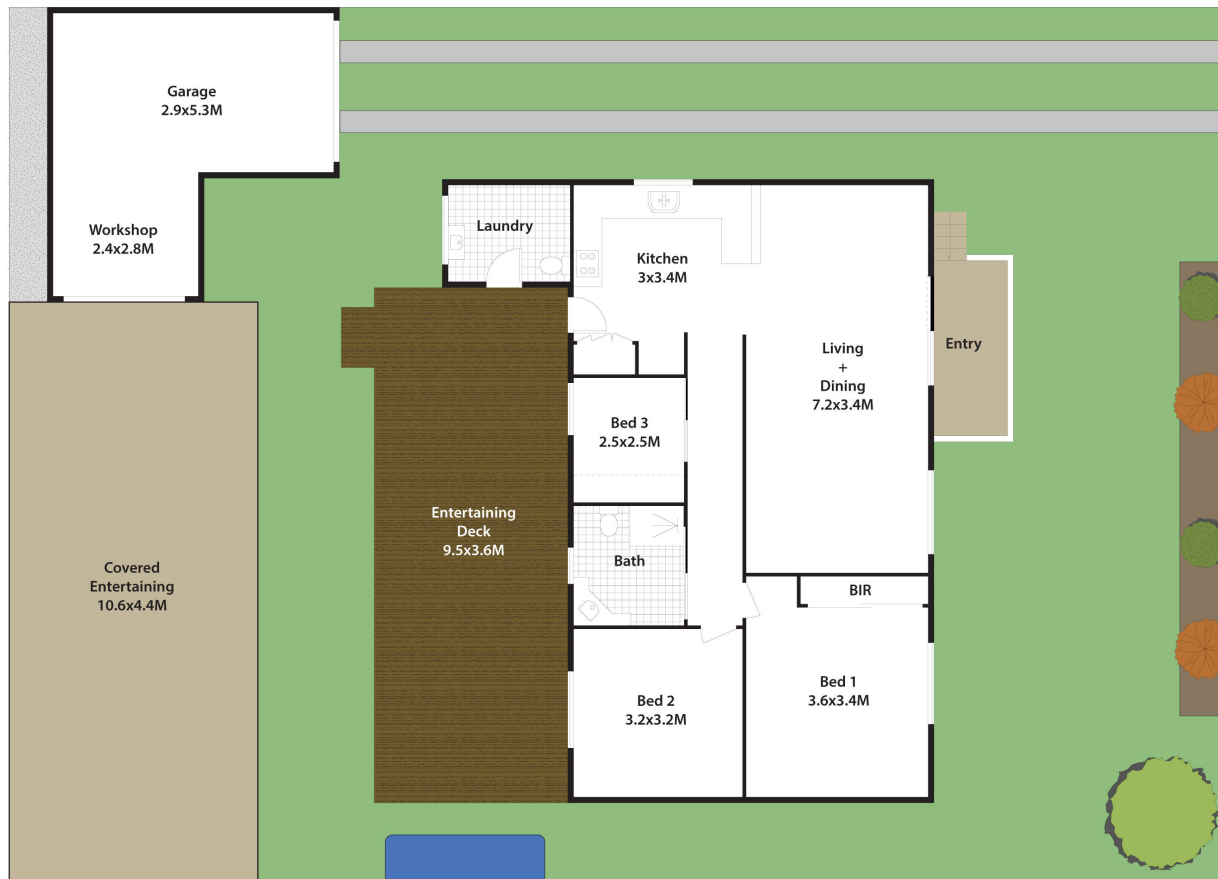 Garage
2.9x5.3M
Workshop
2.4x2.8M
Laundry
Kitchen
3x3.4M
Living
+
Dining
7.2x3.4M
Entry
Bed 3
2.5x2.5M
Entertaining
Deck
9.5x3.6M
Bath
Covered
Entertaining
10.6x4.4M
BIR
Bed 1
3.6x3.4M
Bed 2
3.2x3.2M